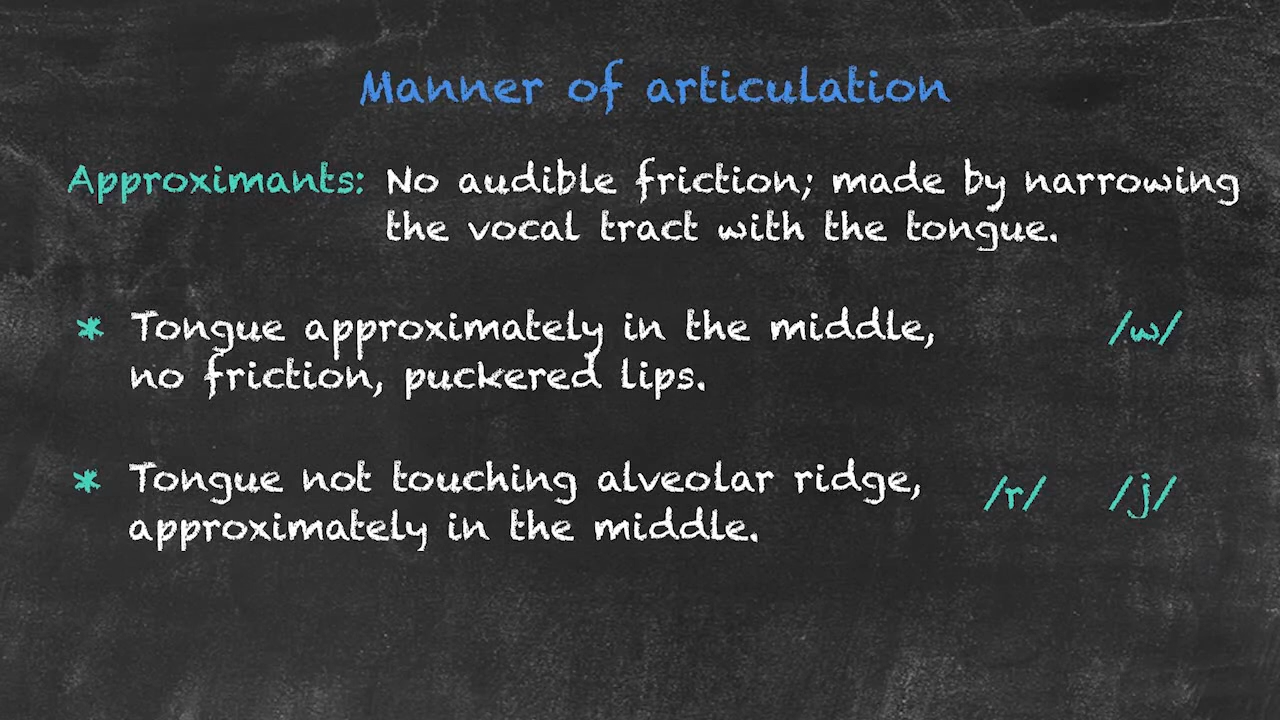 Manner of articulation
Approximants: No audible friction; made by narrowing
the vocal tract with the tongue.
* Tongue approximately in the middle, /w/
no friction, puckered lips.
* Tongue not touching alveolar ridge, /r/ /j/
approximately in the middle.